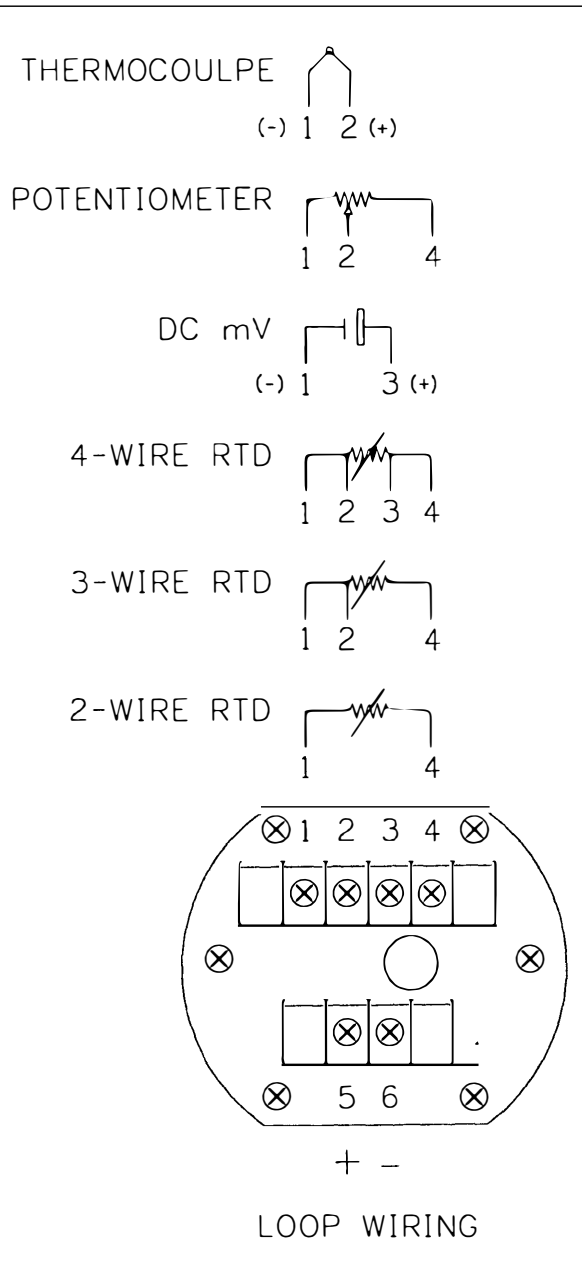 THERMOCOULPE
(-) 1 2 (+)
POTENTIOMETER
1 2 4
DC mV
(-) 1 3 (+)
4-WIRE RTD
1 2 3 4
3-WIRE RTD
1 2 4
2-WIRE RTD
1 4
1 2 3 4
5 6
+ -
LOOP WIRING